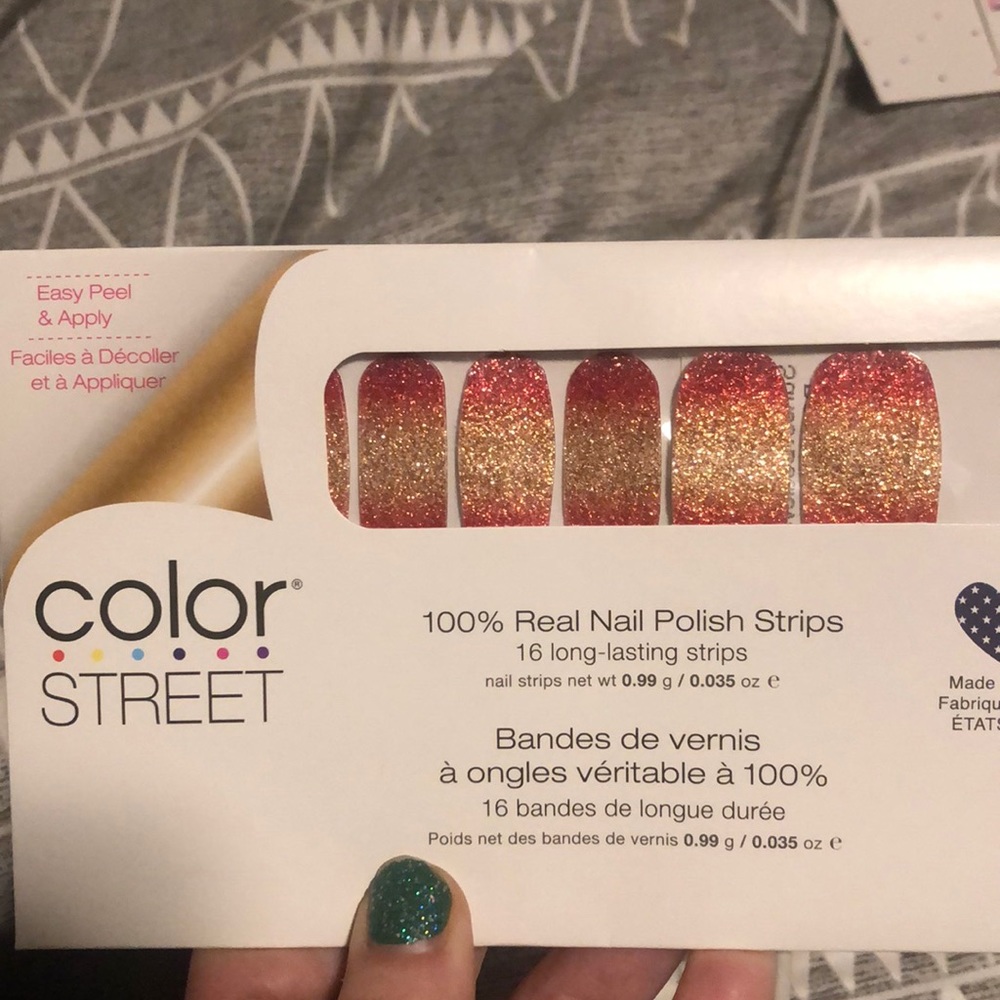 Easy Peel
& Apply
Faciles à Décoller
et à Appliquer
color®
STREET
100% Real Nail Polish Strips
16 long-lasting strips
nail strips net wt 0.99 g / 0.035 oz ℮
Bandes de vernis
à ongles véritable à 100%
16 bandes de longue durée
Poids net des bandes de vernis 0.99 g / 0.035 oz ℮
Made